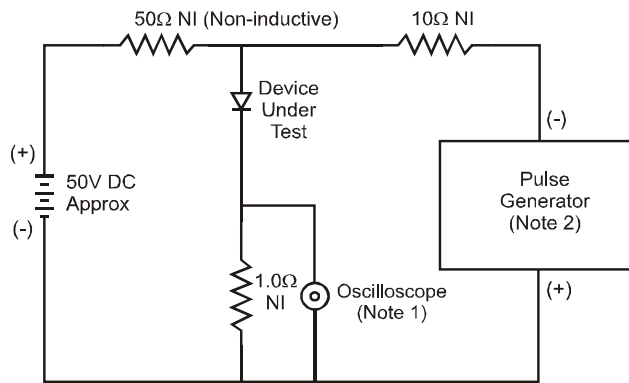 50Ω NI (Non-inductive)
10Ω NI
Device
Under
Test
(-)
(+)
50V DC
Approx
(-)
Pulse
Generator
(Note 2)
1.0Ω
NI
Oscilloscope
(Note 1)
(+)